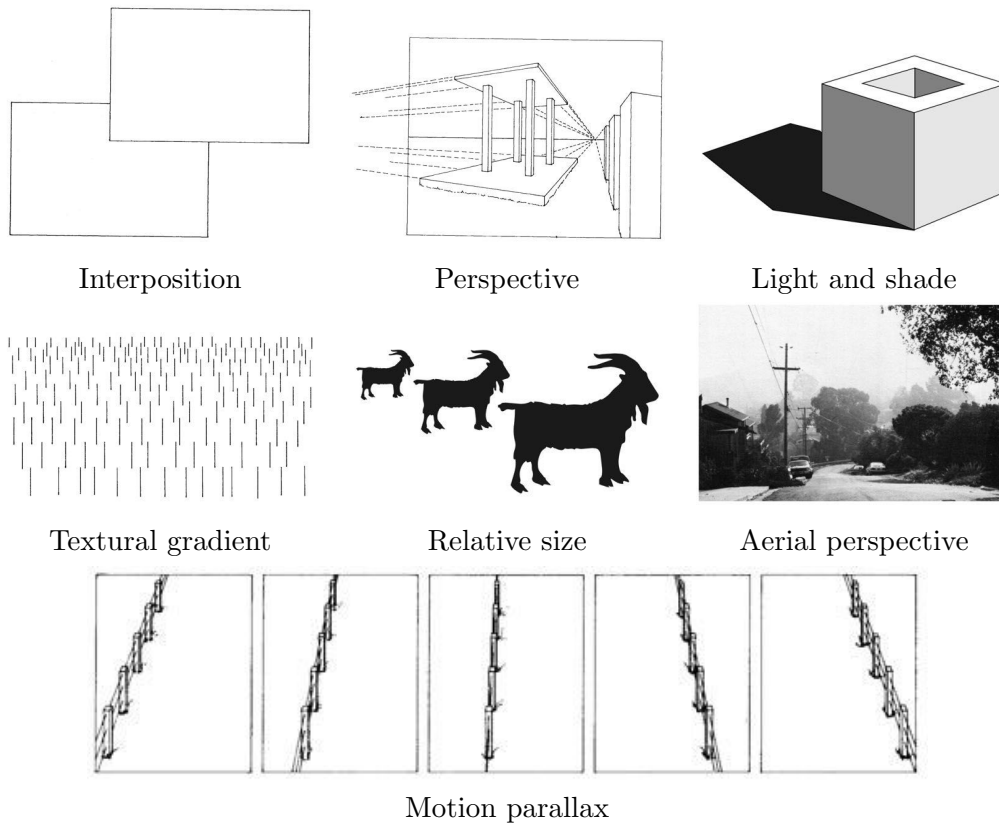 Interposition
Perspective
Light and shade
Textural gradient
Relative size
Aerial perspective
Motion parallax